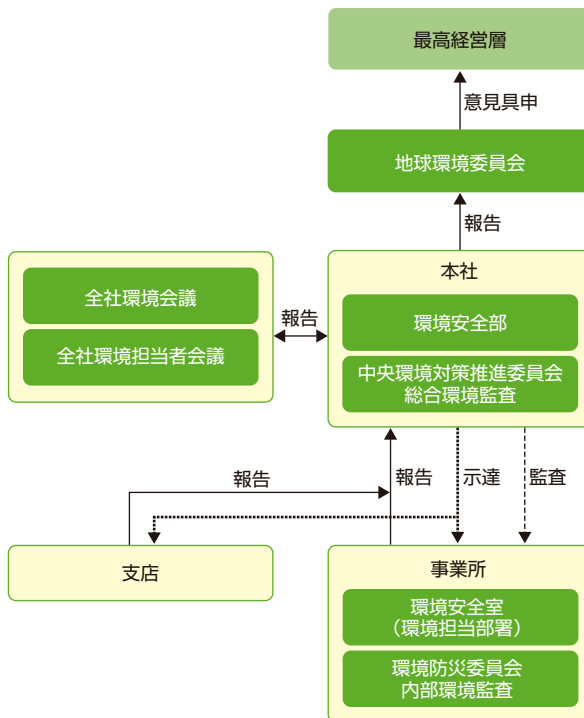 最高経営層
意見具申
地球環境委員会
報告
本社
全社環境会議
全社環境担当者会議
報告
環境安全部
中央環境対策推進委員会
総合環境監査
報告
報告
示達
監査
支店
事業所
環境安全室
（環境担当部署）
環境防災委員会
内部環境監査